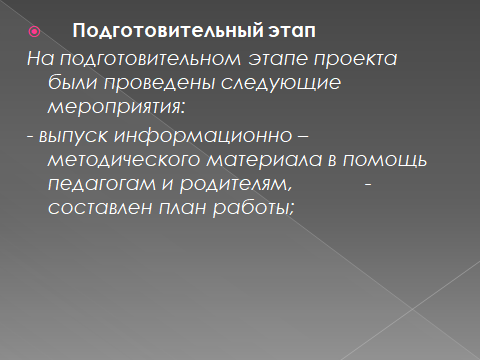 Подготовительный этап
На подготовительном этапе проекта
были проведены следующие
мероприятия:
- выпуск информационно –
методического материала в помощь
педагогам и родителям, -
составлен план работы;